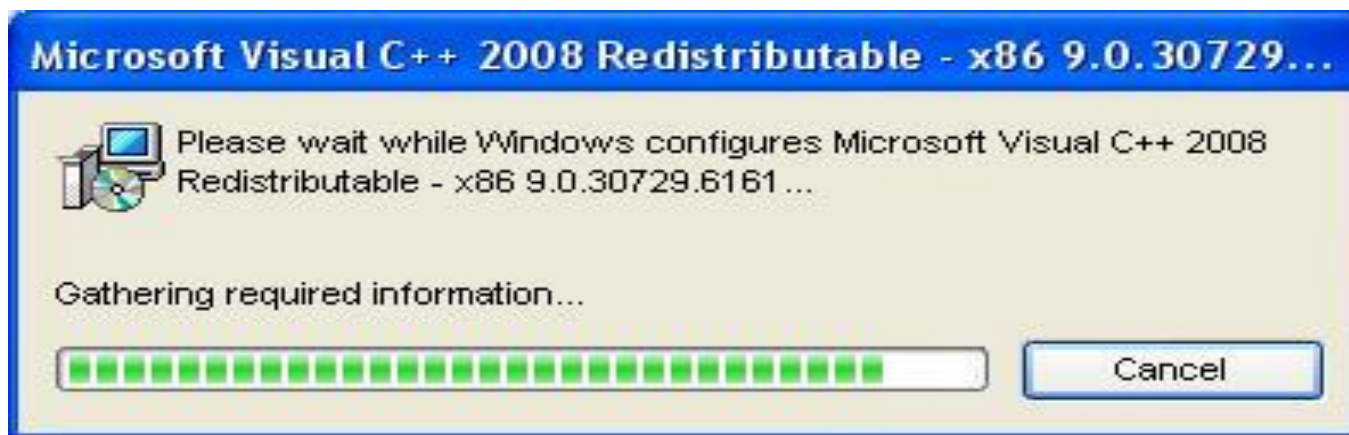 Microsoft Visual C++ 2008 Redistributable - x86 9.0.30729...
Please wait while Windows configures Microsoft Visual C++ 2008
Redistributable - x86 9.0.30729.6161...
Gathering required information...
Cancel